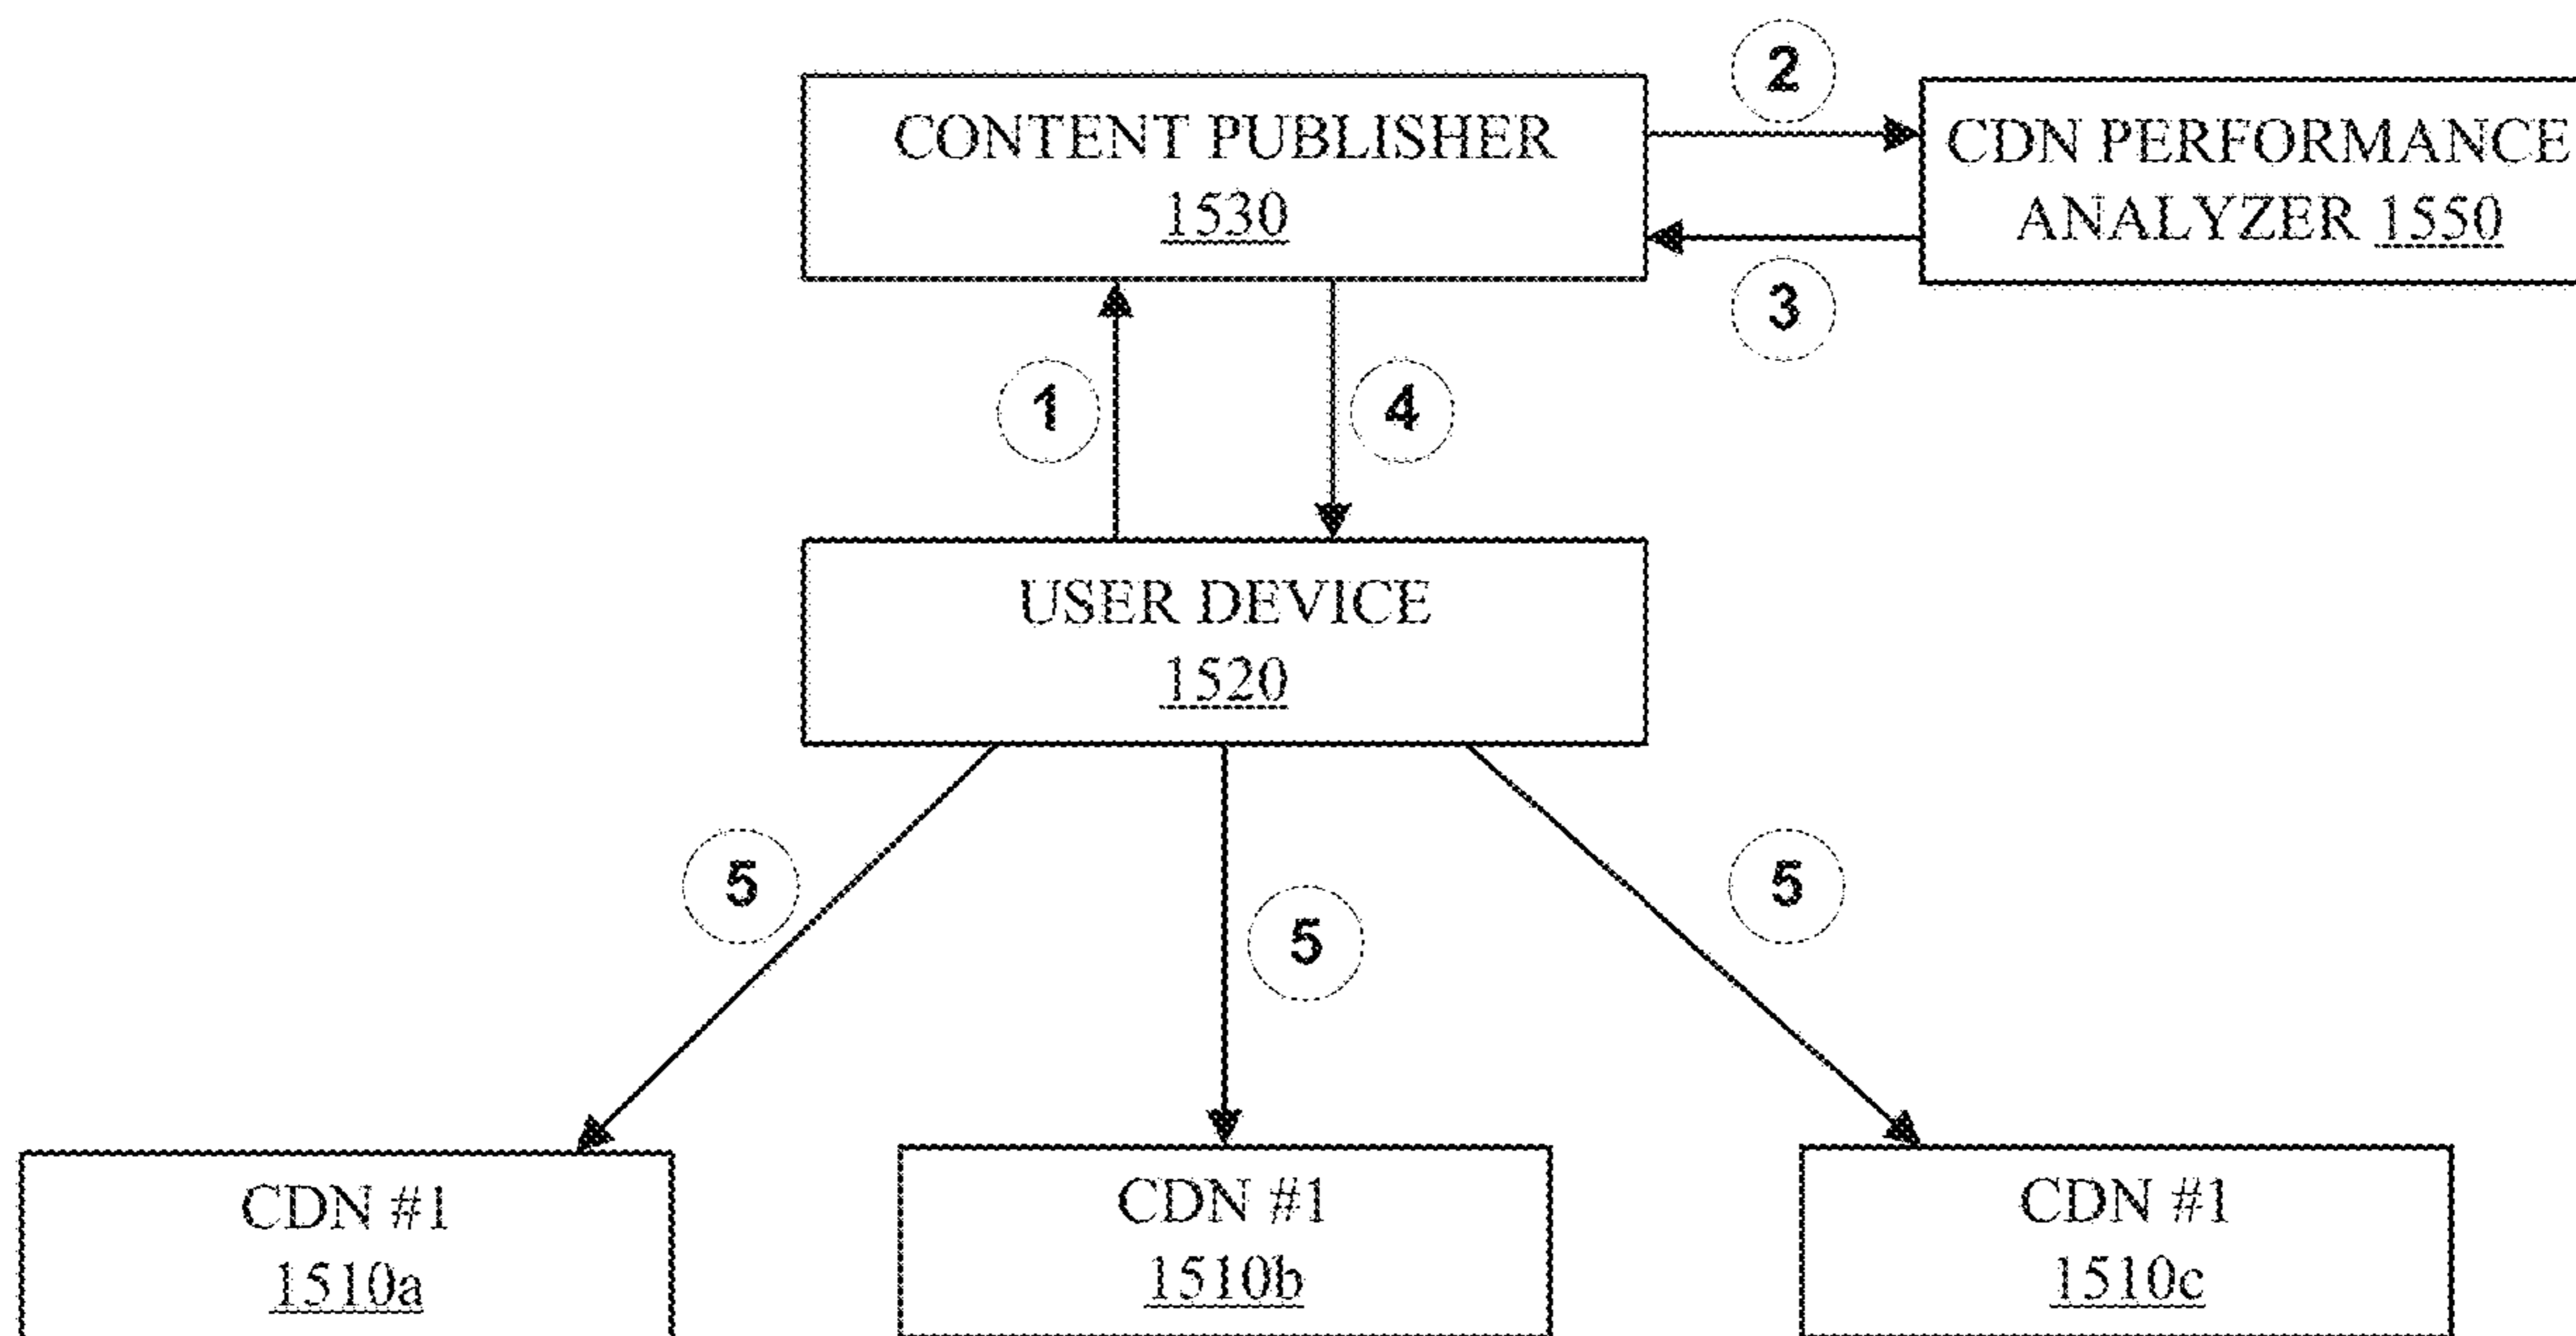 2
CONTENT PUBLISHER
1530
CDN PERFORMANCE
ANALYZER 1550
3
1
4
USER DEVICE
1520
5
5
5
CDN #1
1510a
CDN #1
1510b
CDN #1
1510c